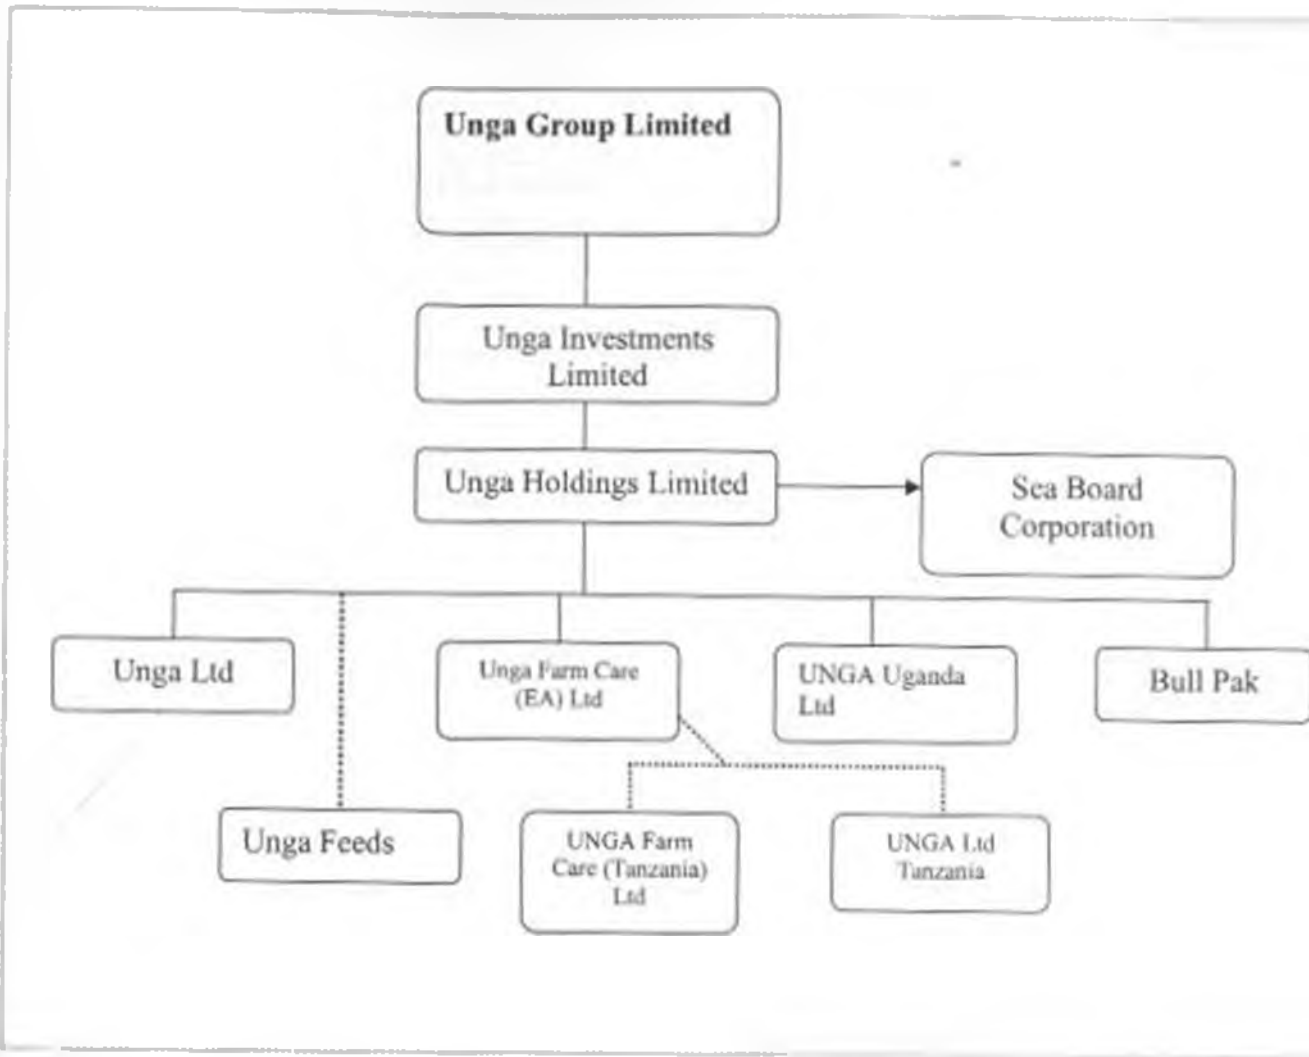 Unga Group Limited
Unga Investments
Limited
Unga Holdings Limited
Sea Board
Corporation
Unga Ltd
Unga Farm Care
(EA) Ltd
UNGA Uganda
Ltd
Bull Pak
Unga Feeds
UNGA Farm
Care (Tanzania)
Ltd
UNGA Ltd
Tanzania